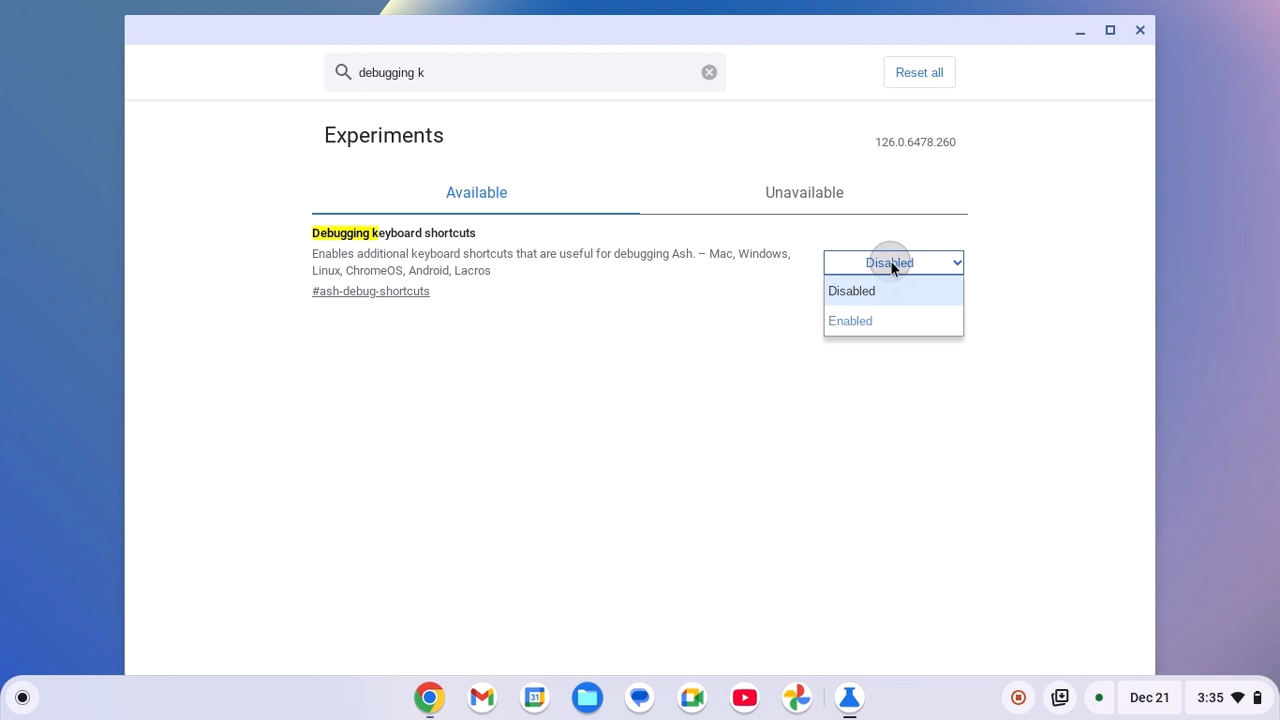 debugging k
Reset all
Experiments
126.0.6478.260
Available
Unavailable
Debugging keyboard shortcuts
Enables additional keyboard shortcuts that are useful for debugging Ash. – Mac, Windows,
Linux, ChromeOS, Android, Lacros
#ash-debug-shortcuts
Disabled
Disabled
Enabled
31
Dec 21
3:35